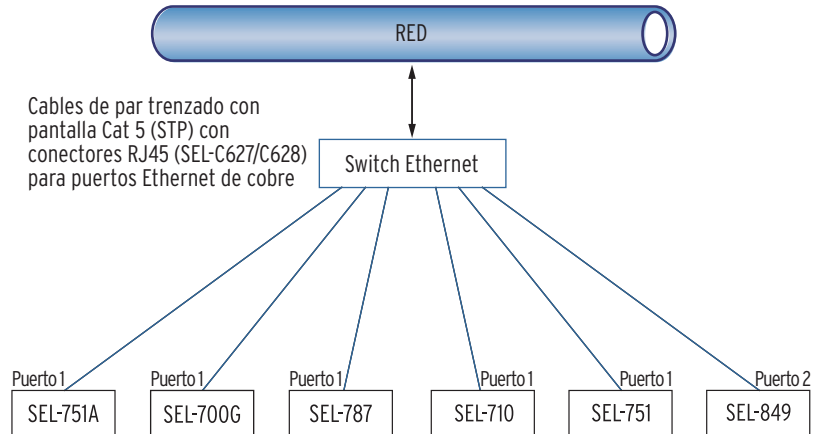 RED
Cables de par trenzado con
pantalla Cat 5 (STP) con
conectores RJ45 (SEL-C627/C628)
para puertos Ethernet de cobre
Switch Ethernet
Puerto 1
Puerto 1
Puerto 1
Puerto 1
Puerto 1
Puerto 2
SEL-751A
SEL-700G
SEL-787
SEL-710
SEL-751
SEL-849